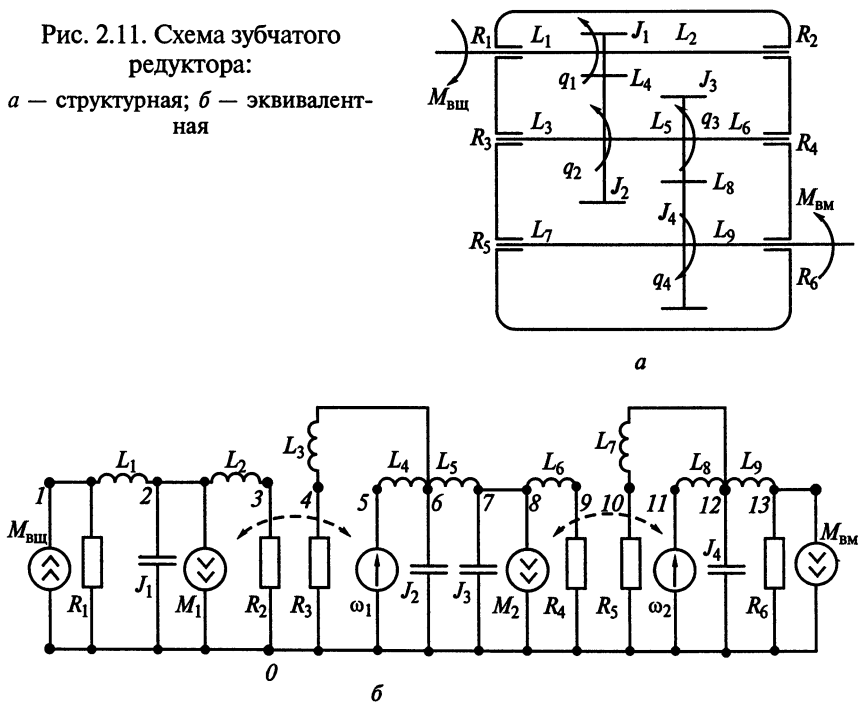 Рис. 2.11. Схема зубчатого
редуктора:
а — структурная; б — эквивалент-
ная
R₁ L₁ J₁ L₂ R₂
q₁ L₄ J₃
Mвщ
R₃ L₃ L₅ q₃ L₆ R₄
q₂
J₂ L₈
J₄ Mвм
R₅ L₇ L₉
q₄ R₆
а
L₃ L₇
L₁ L₂ L₄ L₅ L₆ L₈ L₉
1 2 3 4 5 6 7 8 9 10 11 12 13
Mвщ Mвм
R₁ J₁ M₁ R₂ R₃ ω₁ J₂ J₃ M₂ R₄ R₅ ω₂ J₄ R₆
0
б